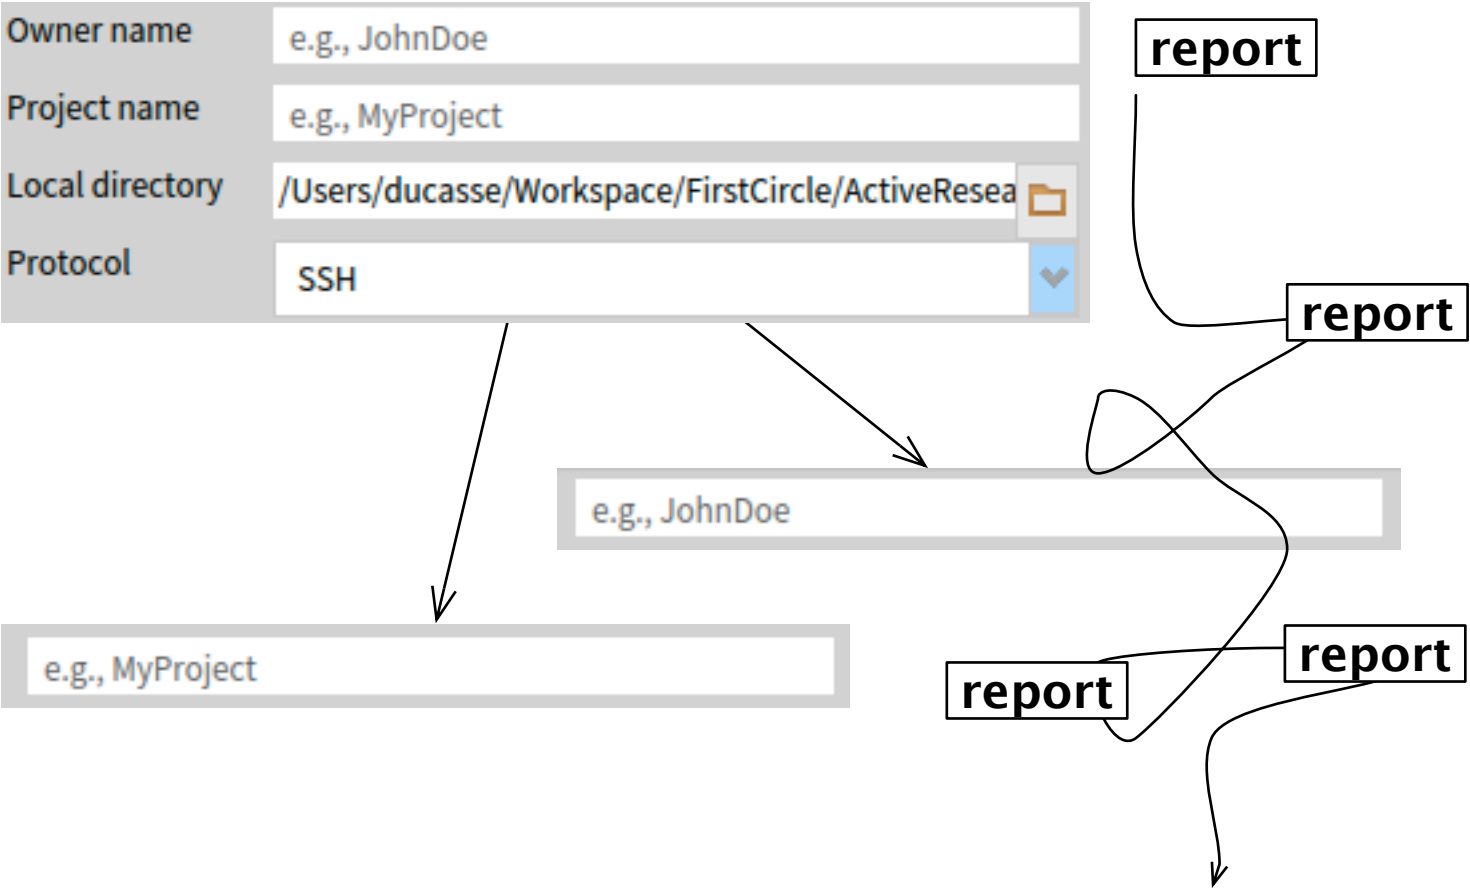 Owner name
e.g., JohnDoe
Project name
e.g., MyProject
Local directory
/Users/ducasse/Workspace/FirstCircle/ActiveResea
Protocol
SSH
report
report
e.g., JohnDoe
e.g., MyProject
report
report